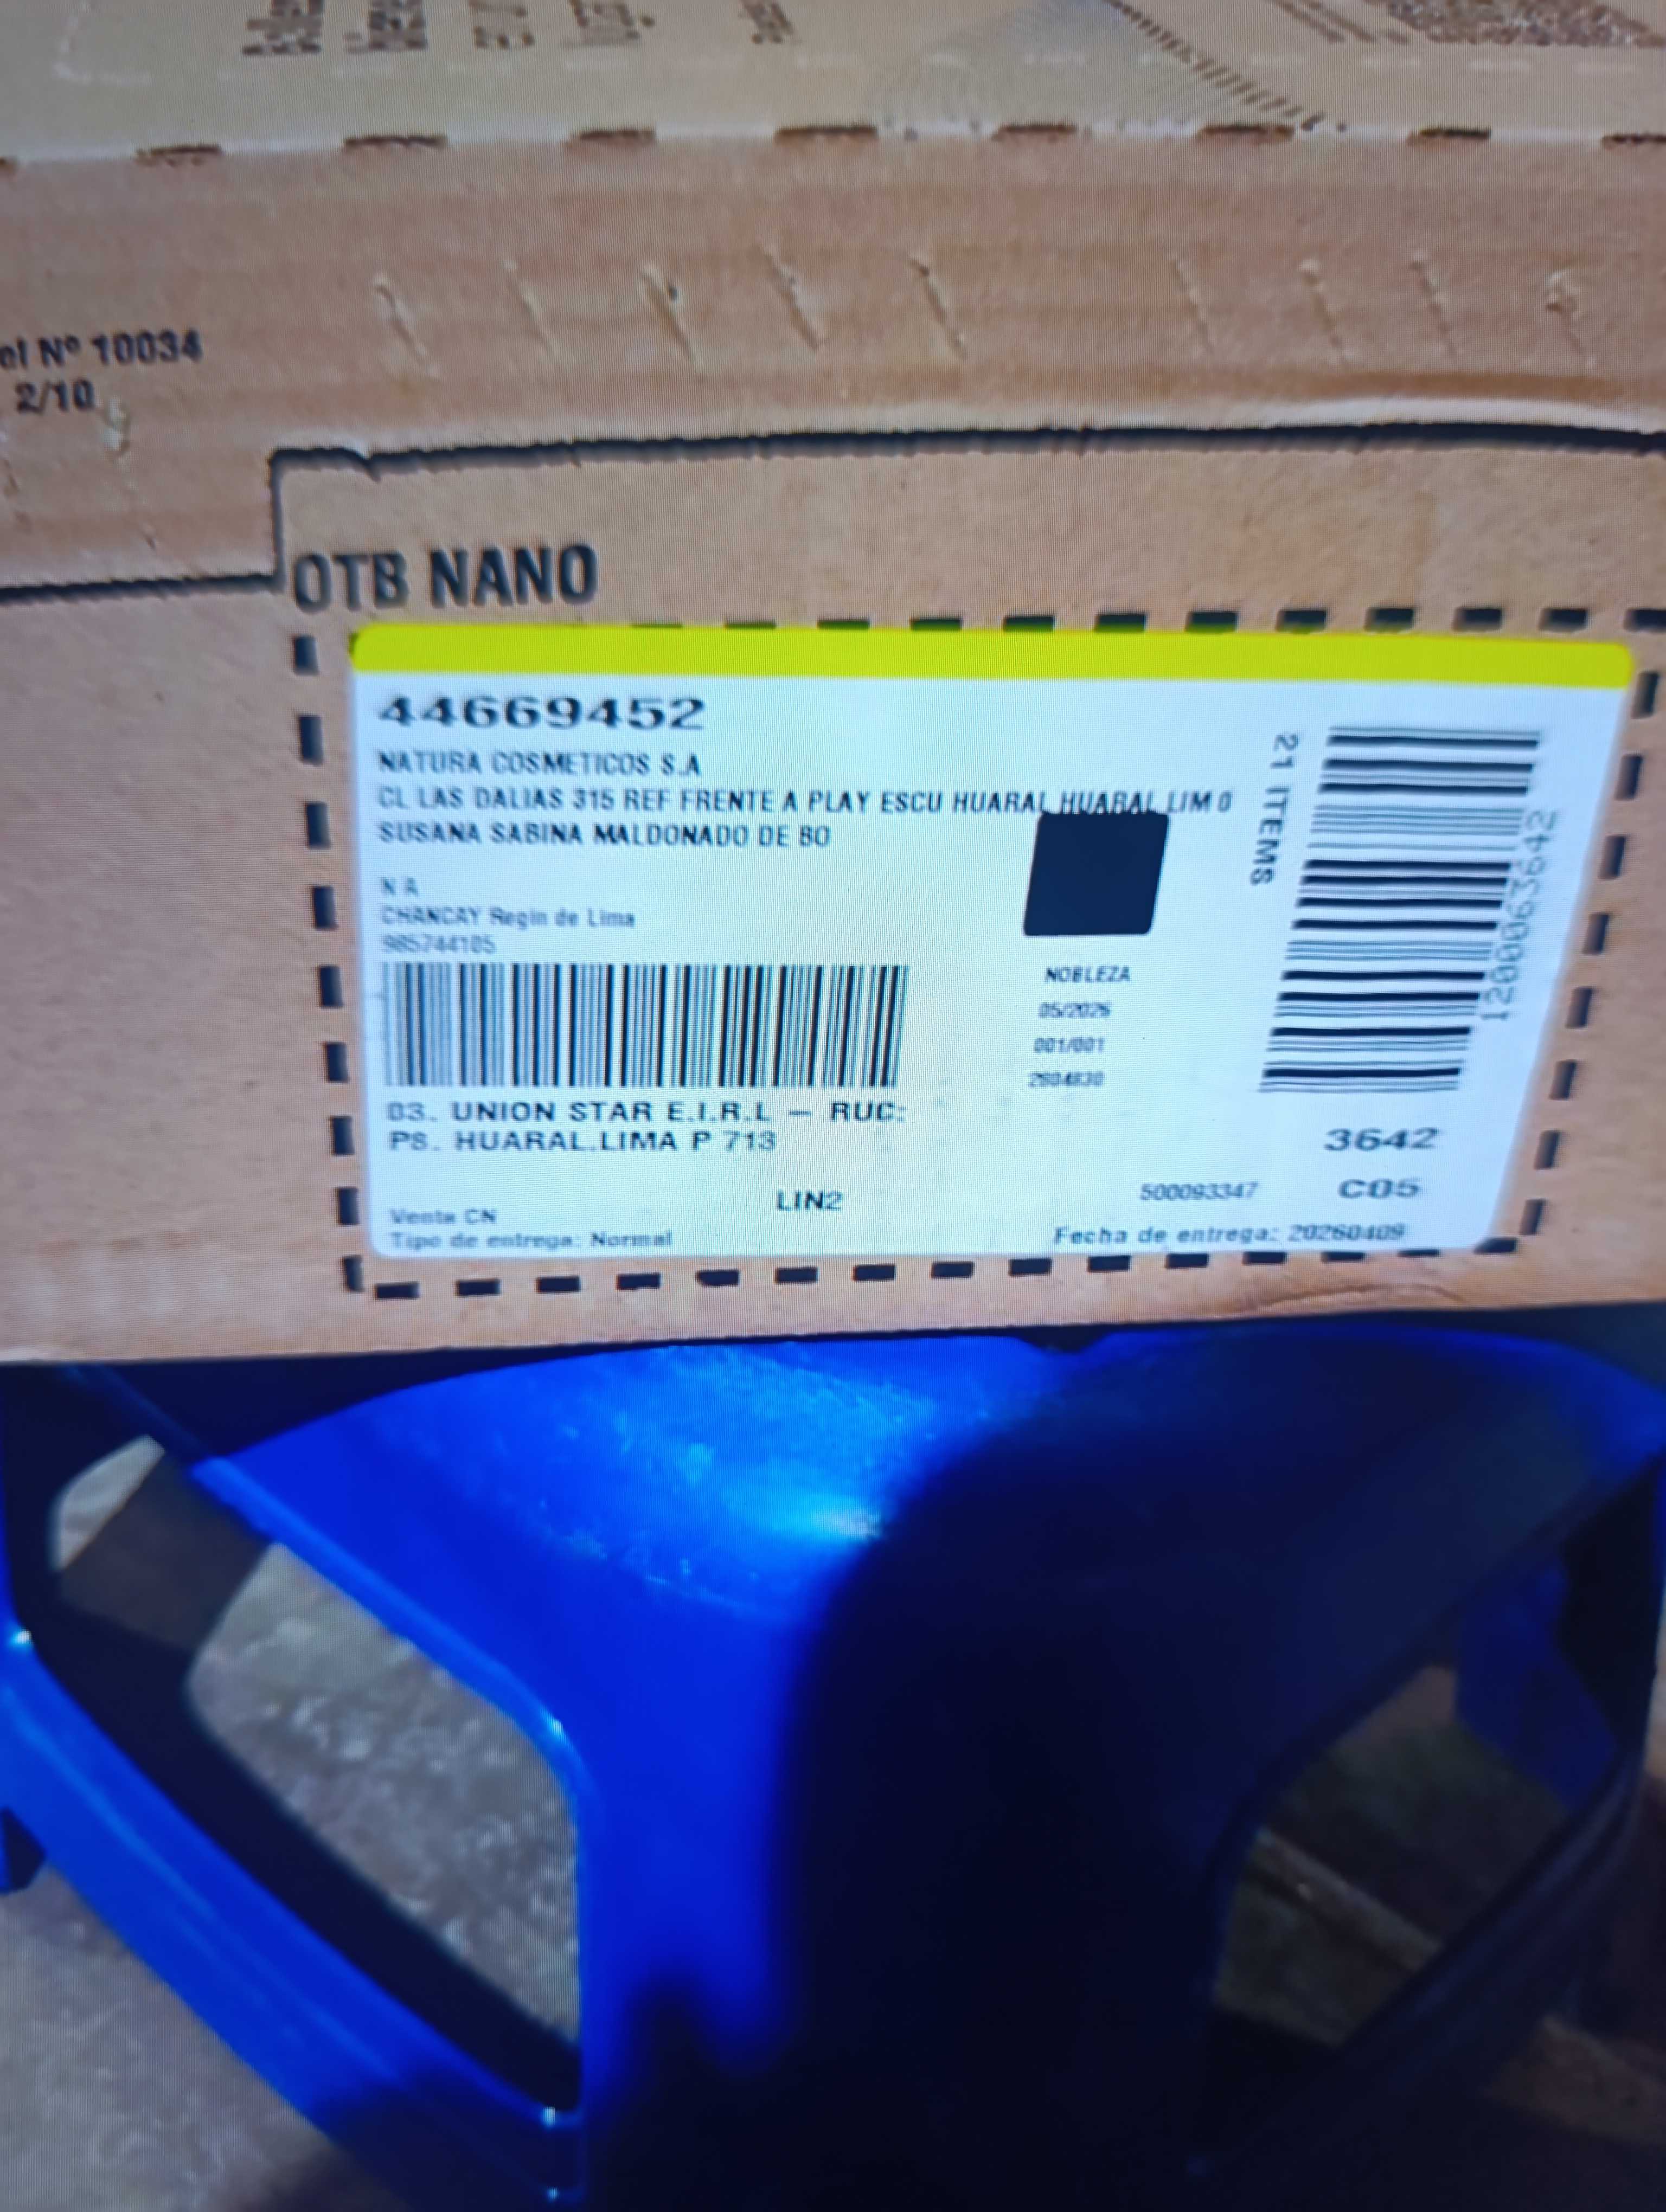 el Nº 10034
2/10
OTB NANO
44669452
NATURA COSMETICOS S.A
CL LAS DALIAS 315 REF FRENTE A PLAY ESCU HUARAL HUARAL LIM 0
SUSANA SABINA MALDONADO DE BO
N A
CHANCAY Regin de Lima
985744105
21 ITEMS
1200063642
NOBLEZA
05/2026
001/001
2604830
03. UNION STAR E.I.R.L – RUC:
PS. HUARAL.LIMA P 713
3642
LIN2
500093347
C05
Venta CN
Tipo de entrega: Normal
Fecha de entrega: 20260409